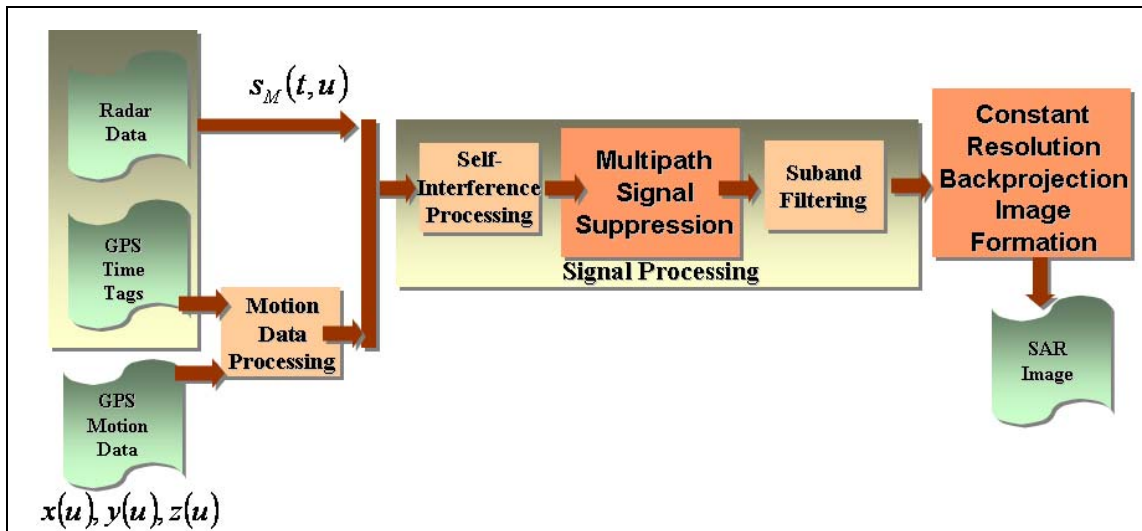 Radar
Data
s_M(t, u)
GPS
Time
Tags
Motion
Data
Processing
GPS
Motion
Data
x(u), y(u), z(u)
Self-
Interference
Processing
Multipath
Signal
Suppression
Suband
Filtering
Signal Processing
Constant
Resolution
Backprojection
Image
Formation
SAR
Image